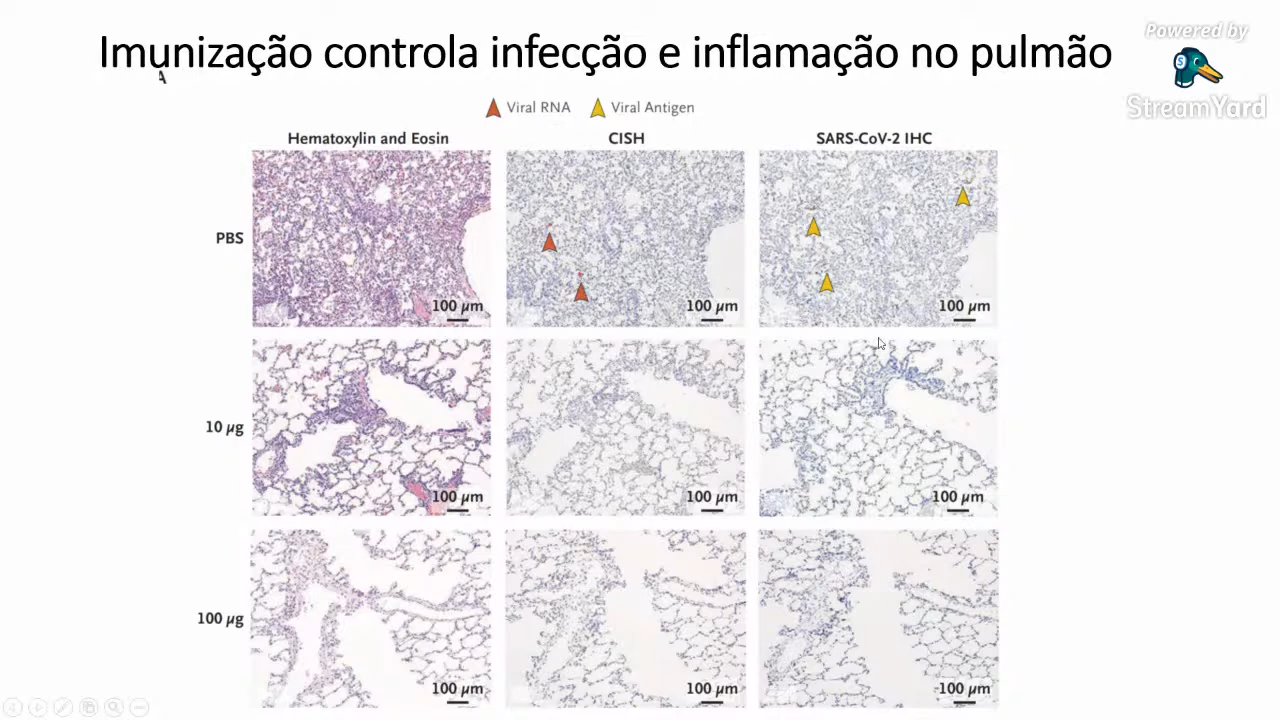 Imunização controla infecção e inflamação no pulmão
Powered by
StreamYard
A
Viral RNA Viral Antigen
Hematoxylin and Eosin CISH SARS-CoV-2 IHC
PBS
100 µm 100 µm 100 µm
10 µg
100 µm 100 µm 100 µm
100 µg
100 µm 100 µm 100 µm